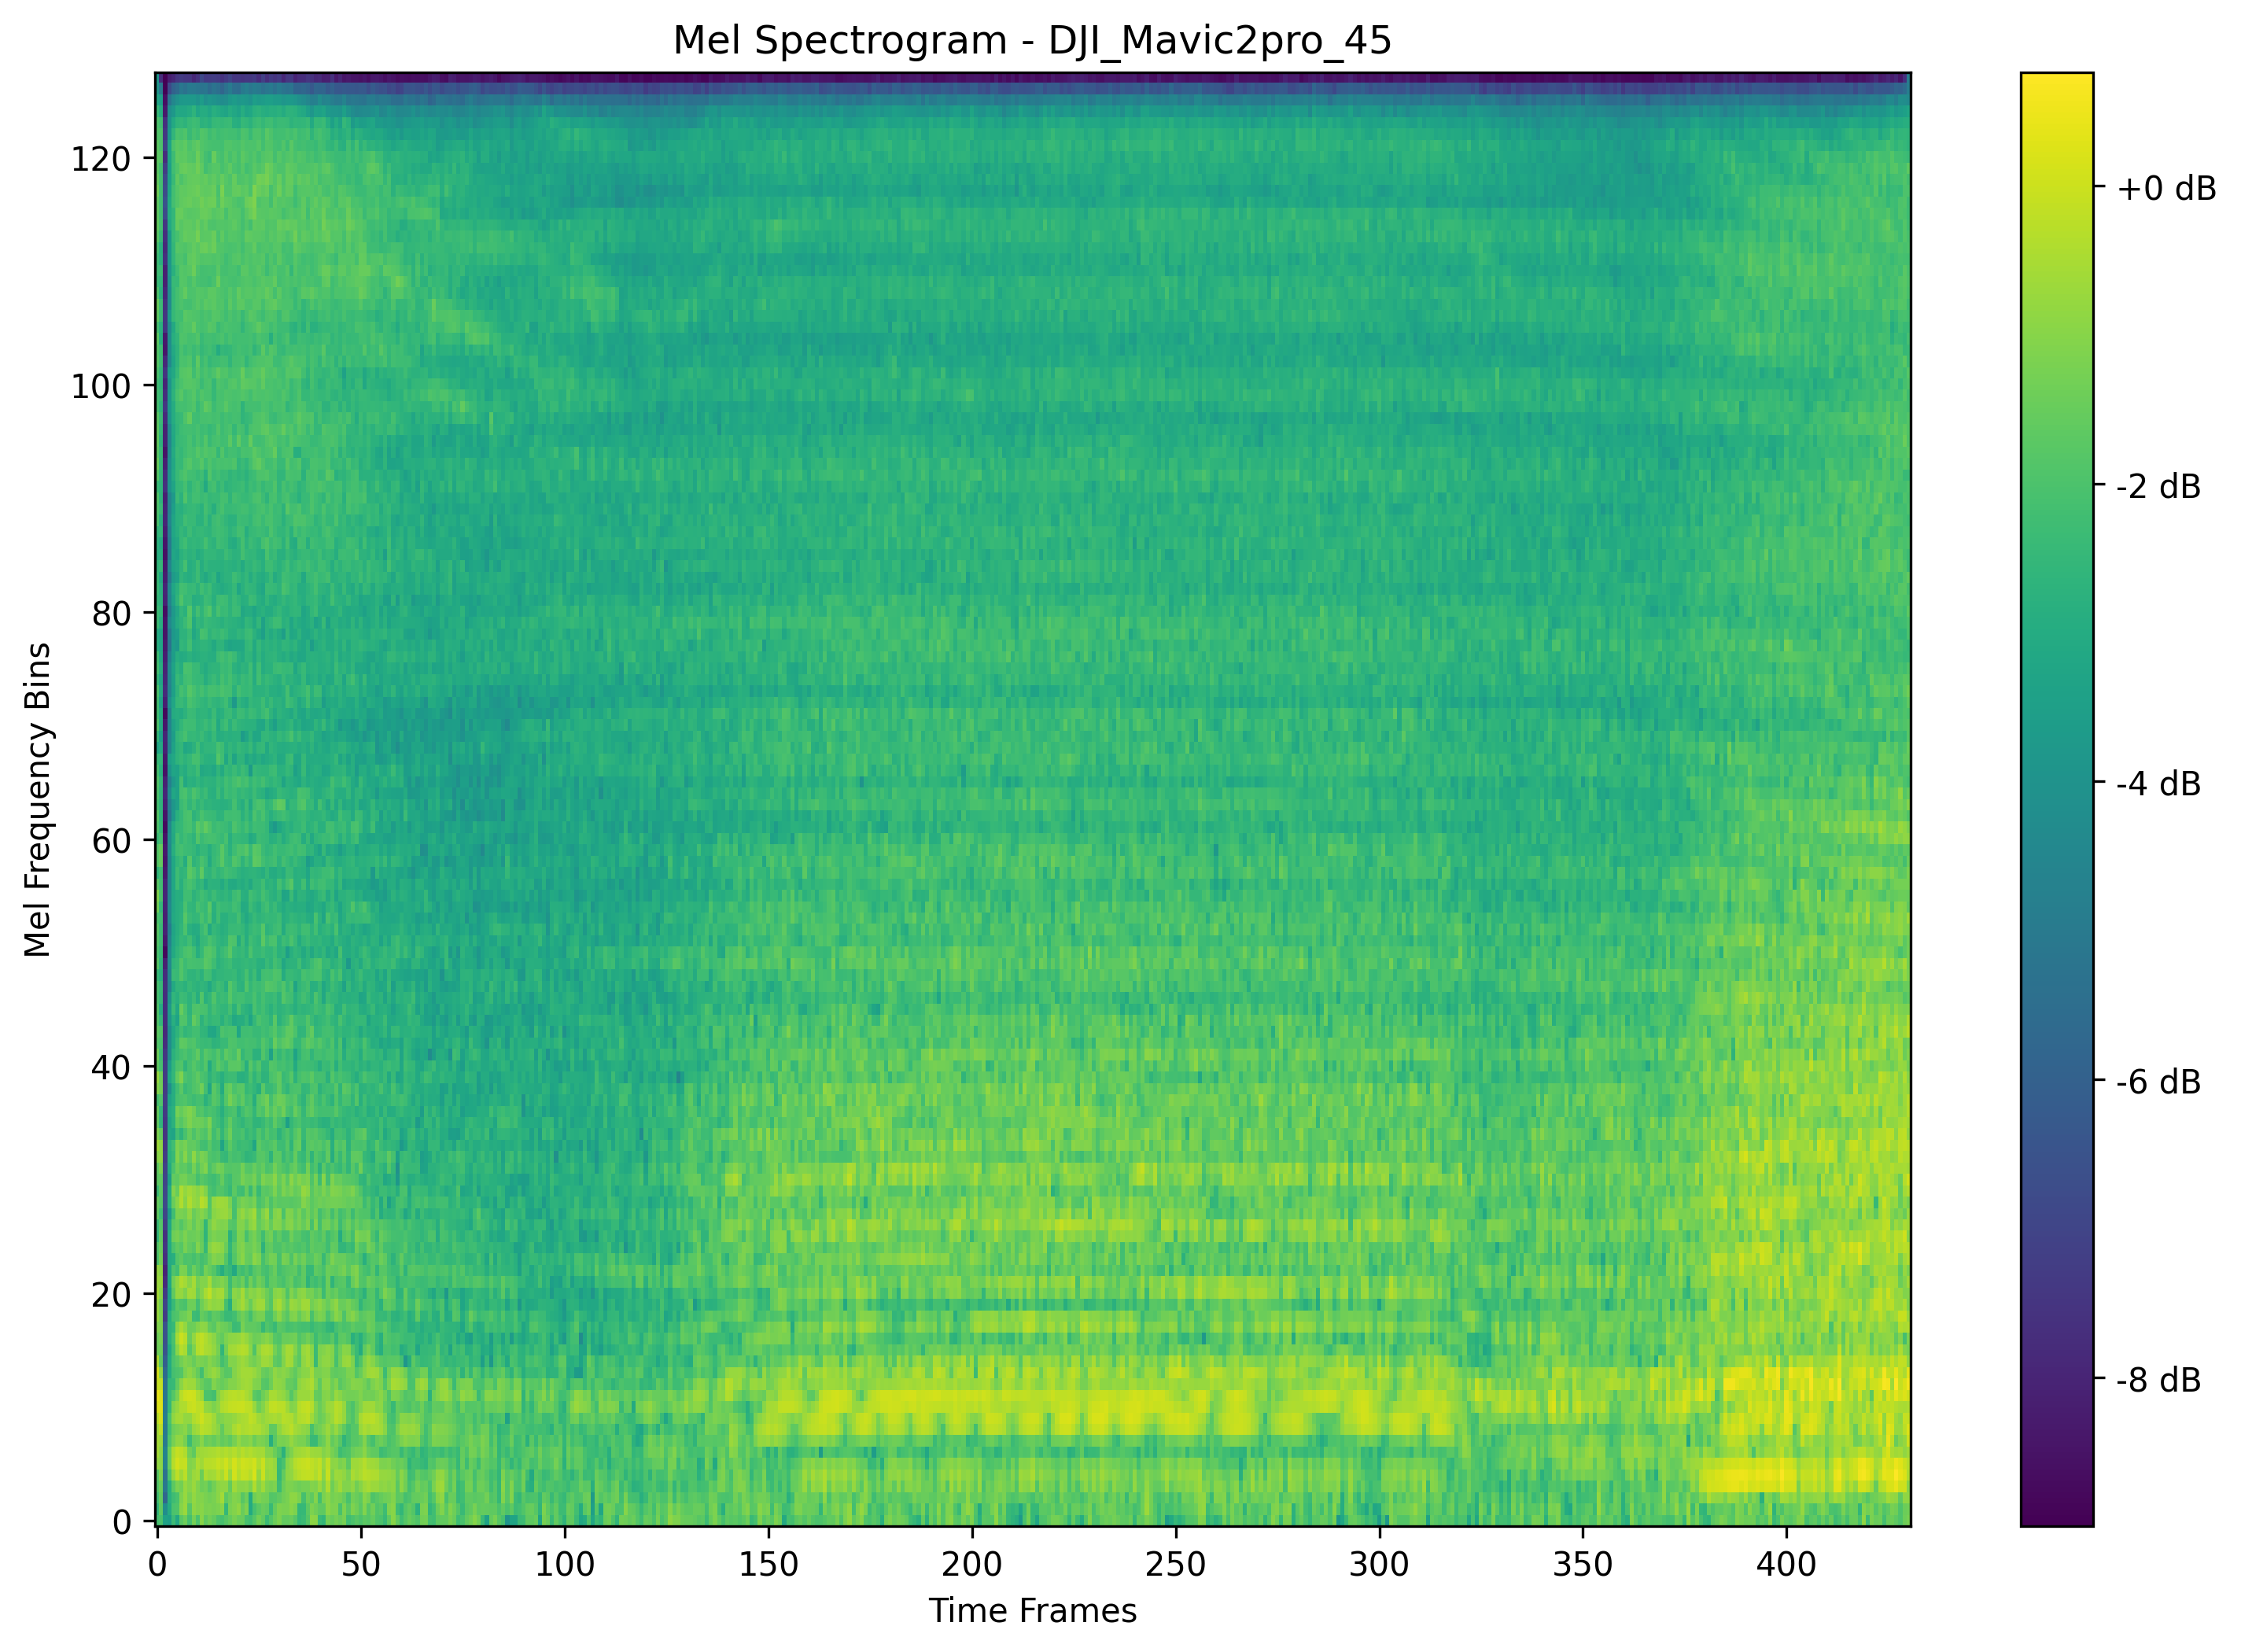 Mel Spectrogram - DJI_Mavic2pro_45
Mel Frequency Bins
120
100
80
60
40
20
0
0 50 100 150 200 250 300 350 400
Time Frames
+0 dB
-2 dB
-4 dB
-6 dB
-8 dB